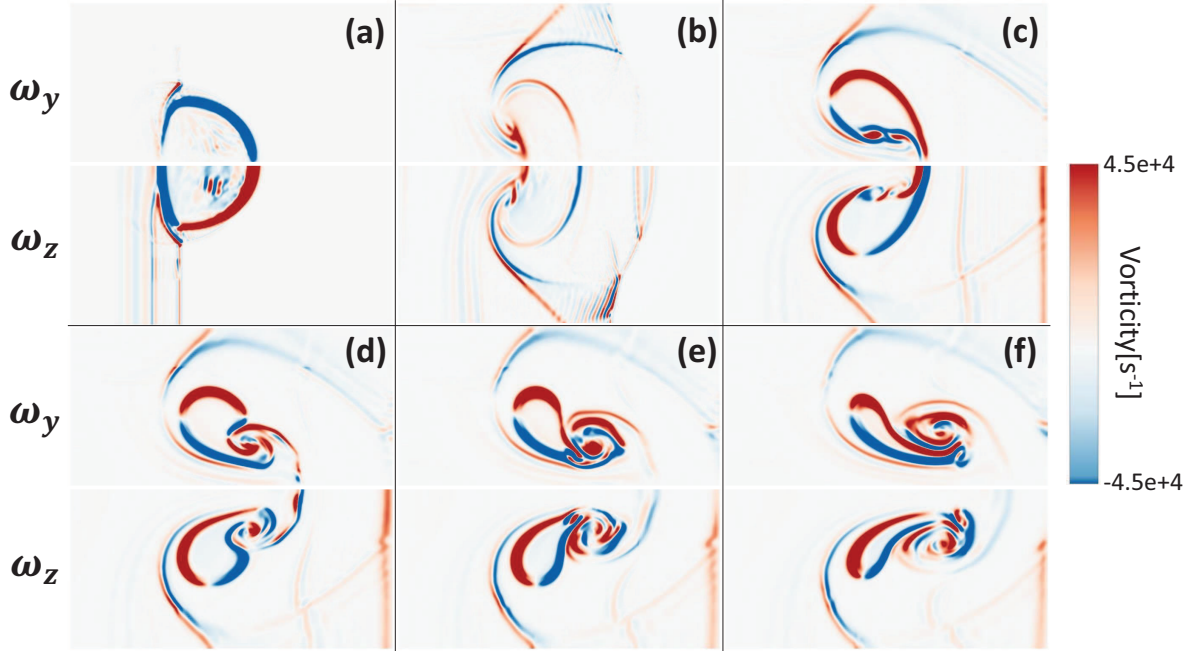 (a) (b) (c)
ω_y
ω_z
4.5e+4
Vorticity[s⁻¹]
-4.5e+4
(d) (e) (f)
ω_y
ω_z